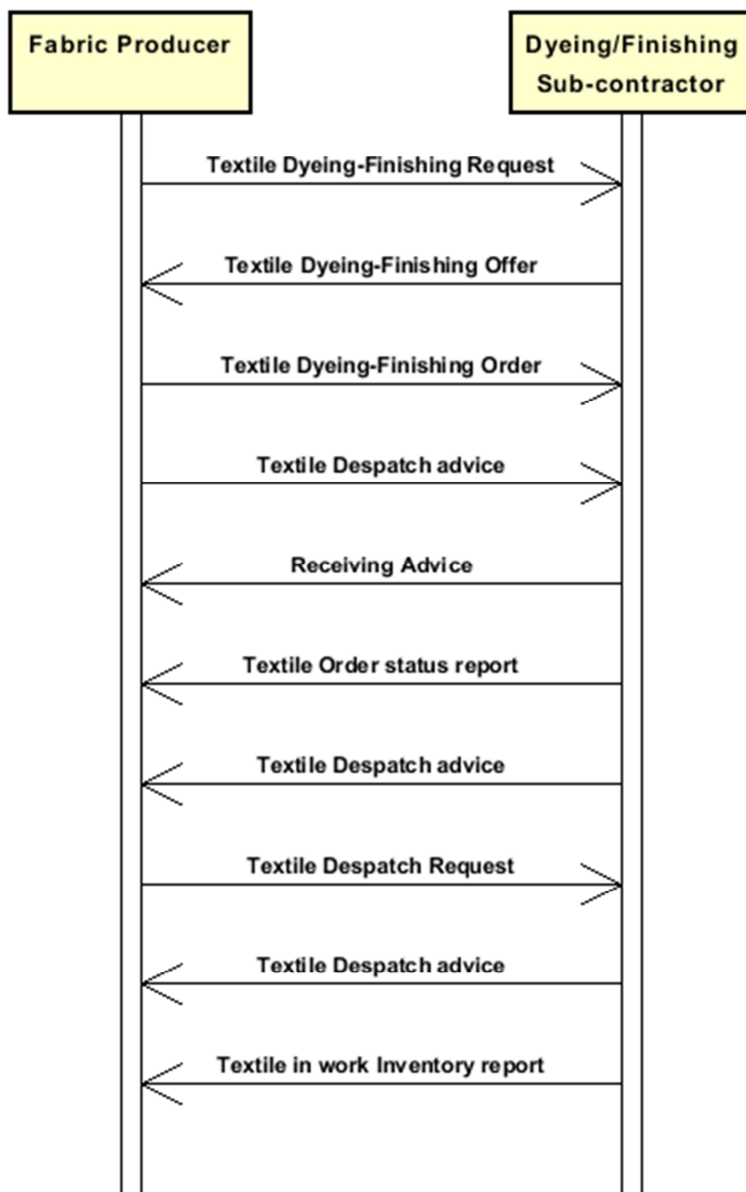 Fabric Producer
Dyeing/Finishing
Sub-contractor
Textile Dyeing-Finishing Request
Textile Dyeing-Finishing Offer
Textile Dyeing-Finishing Order
Textile Despatch advice
Receiving Advice
Textile Order status report
Textile Despatch advice
Textile Despatch Request
Textile Despatch advice
Textile in work Inventory report